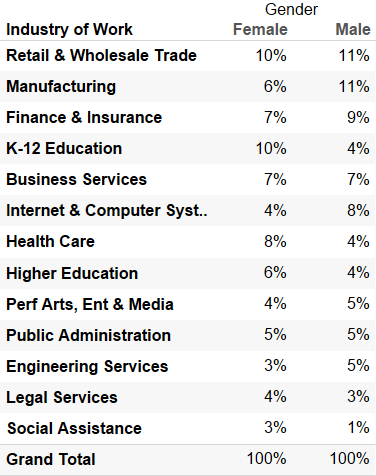 Gender
Industry of Work Female Male
Retail & Wholesale Trade 10% 11%
Manufacturing 6% 11%
Finance & Insurance 7% 9%
K-12 Education 10% 4%
Business Services 7% 7%
Internet & Computer Syst.. 4% 8%
Health Care 8% 4%
Higher Education 6% 4%
Perf Arts, Ent & Media 4% 5%
Public Administration 5% 5%
Engineering Services 3% 5%
Legal Services 4% 3%
Social Assistance 3% 1%
Grand Total 100% 100%